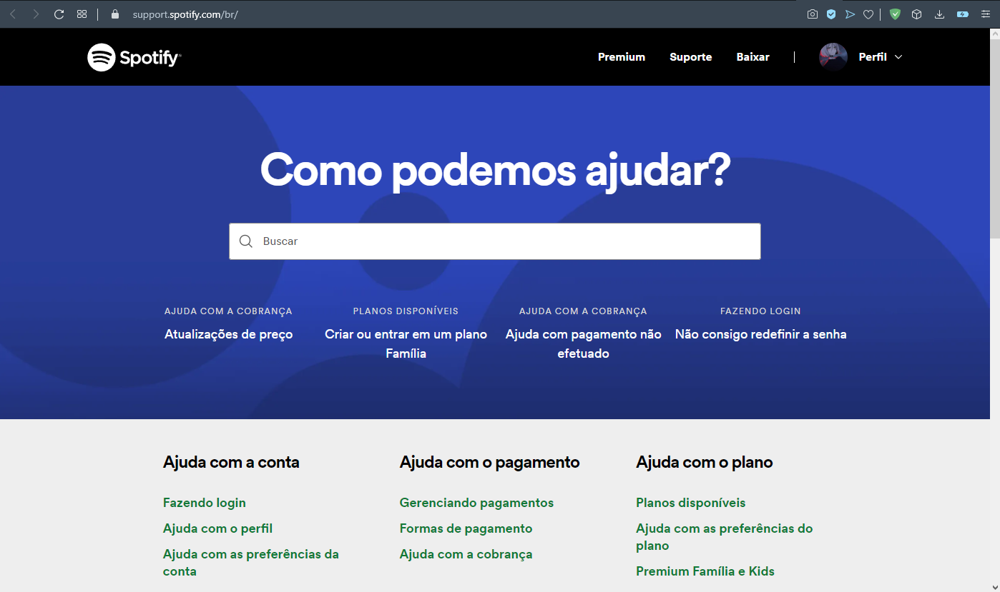 support.spotify.com/br/
Spotify®
Premium
Suporte
Baixar
Perfil
Como podemos ajudar?
Buscar
AJUDA COM A COBRANÇA
Atualizações de preço
PLANOS DISPONÍVEIS
Criar ou entrar em um plano
Família
AJUDA COM A COBRANÇA
Ajuda com pagamento não
efetuado
FAZENDO LOGIN
Não consigo redefinir a senha
Ajuda com a conta
Fazendo login
Ajuda com o perfil
Ajuda com as preferências da
conta
Ajuda com o pagamento
Gerenciando pagamentos
Formas de pagamento
Ajuda com a cobrança
Ajuda com o plano
Planos disponíveis
Ajuda com as preferências do
plano
Premium Família e Kids